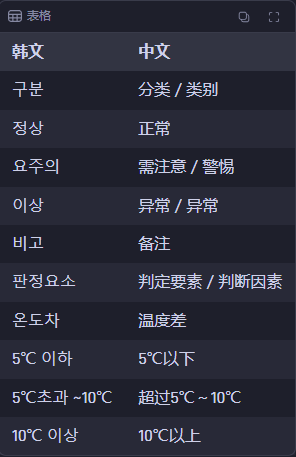 表格
韩文 中文
구분 分类 / 类别
정상 正常
요주의 需注意 / 警惕
이상 异常 / 异常
비고 备注
판정요소 判定要素 / 判断因素
온도차 温度差
5℃ 이하 5℃以下
5℃초과 ~10℃ 超过5℃～10℃
10℃ 이상 10℃以上